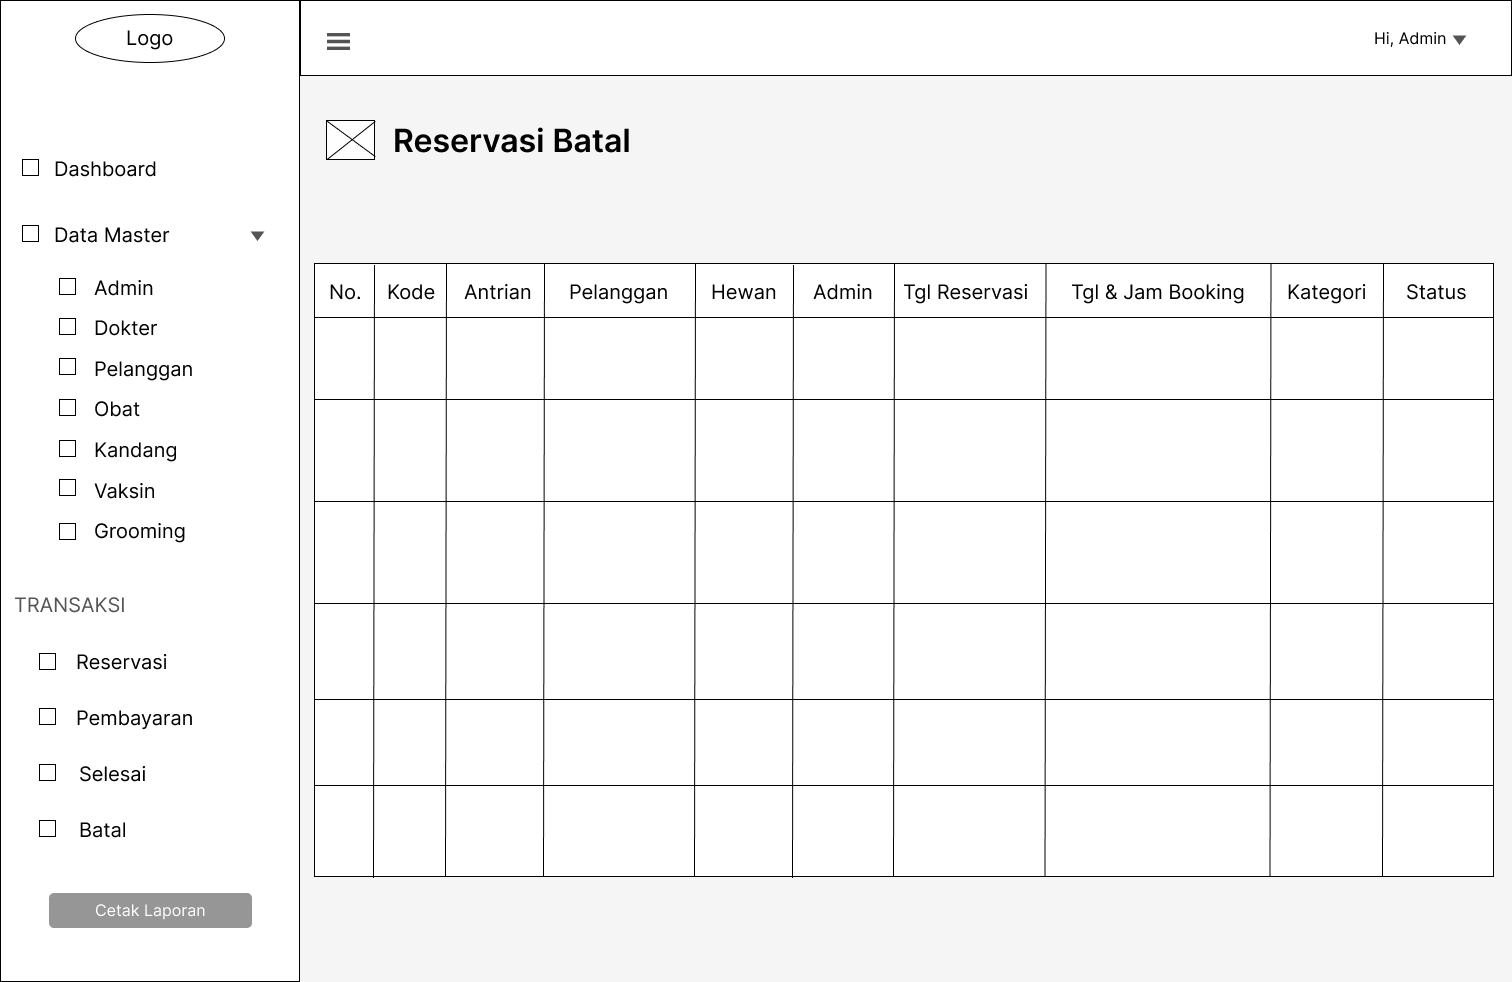 Logo
Hi, Admin
Dashboard
Data Master
Admin
Dokter
Pelanggan
Obat
Kandang
Vaksin
Grooming
TRANSAKSI
Reservasi
Pembayaran
Selesai
Batal
Cetak Laporan
Reservasi Batal
No. Kode Antrian Pelanggan Hewan Admin Tgl Reservasi Tgl & Jam Booking Kategori Status